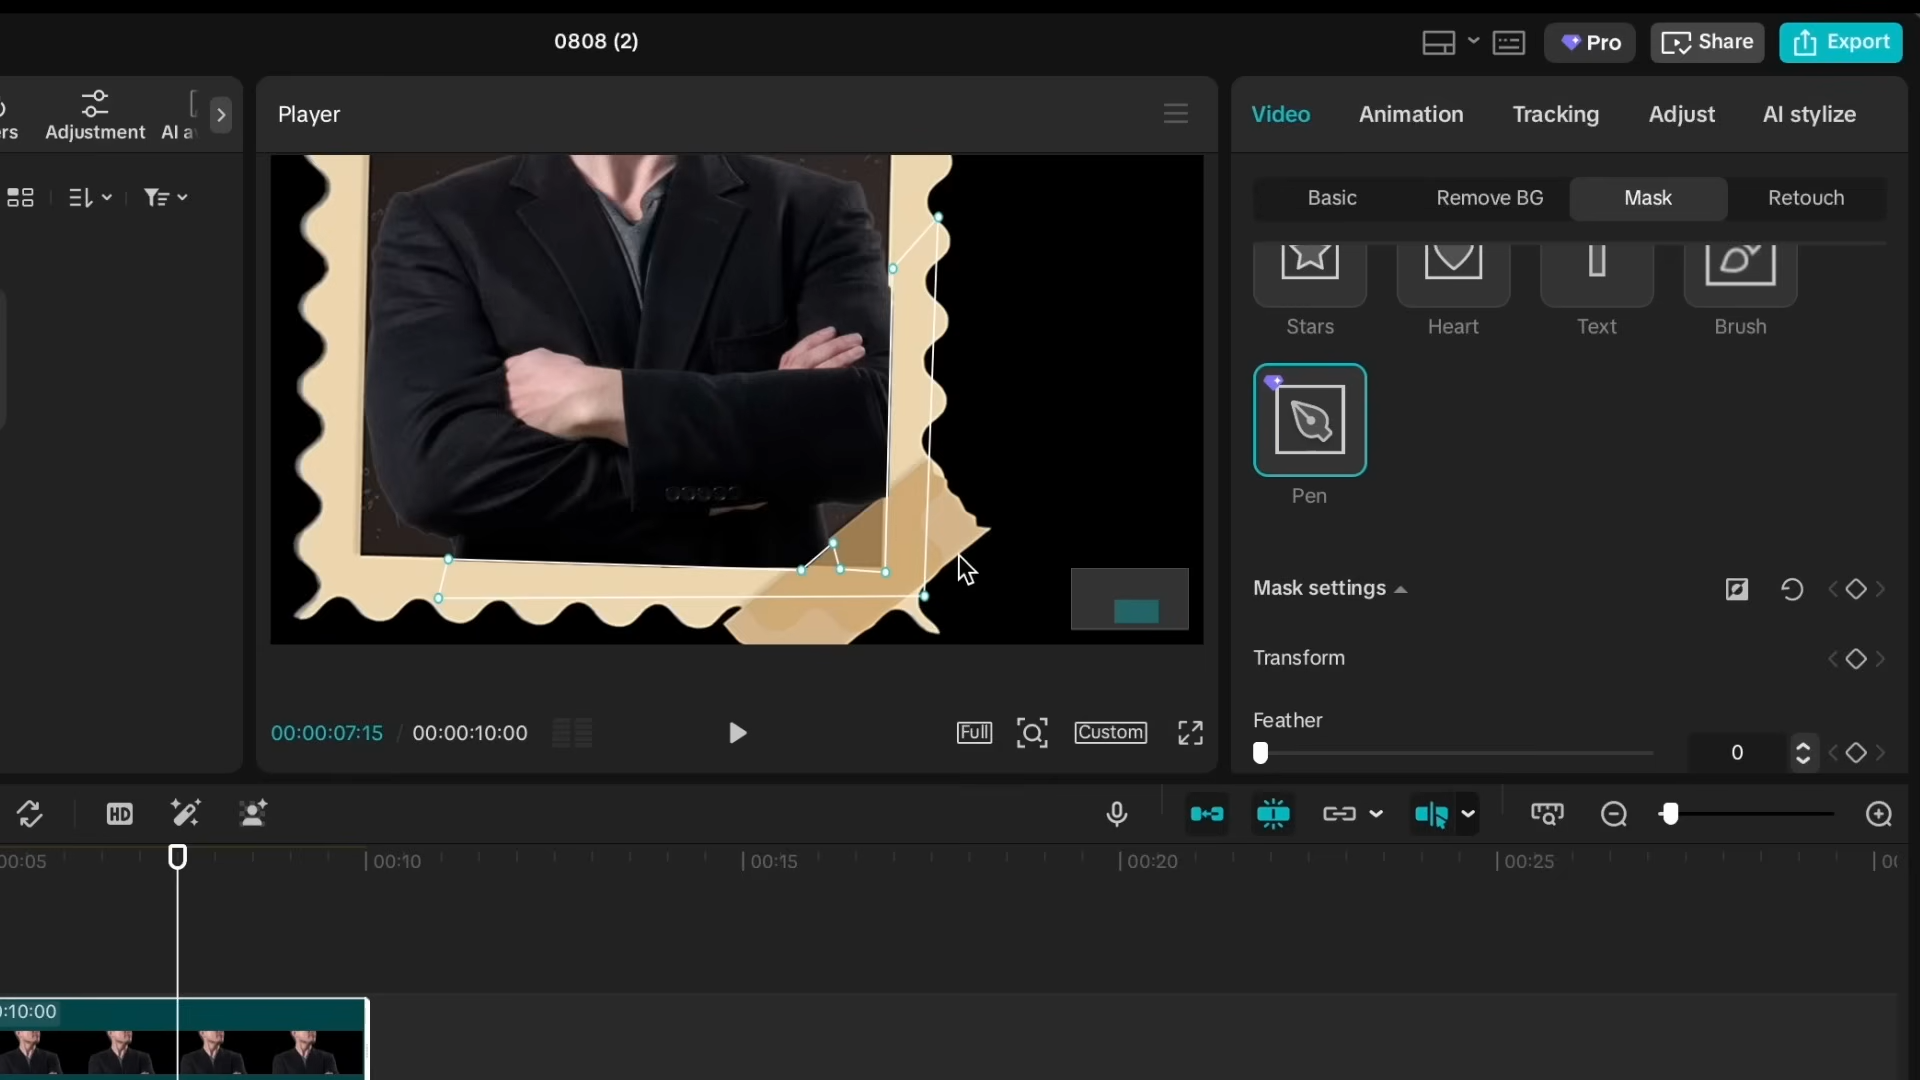 0808 (2)
Pro
Share
Export
Adjustment
Player
Video
Animation
Tracking
Adjust
AI stylize
Basic
Remove BG
Mask
Retouch
Stars
Heart
Text
Brush
Pen
Mask settings
Transform
Feather
0
00:00:07:15 / 00:00:10:00
Full
Custom
HD
00:05
00:10
00:15
00:20
00:25
:10:00